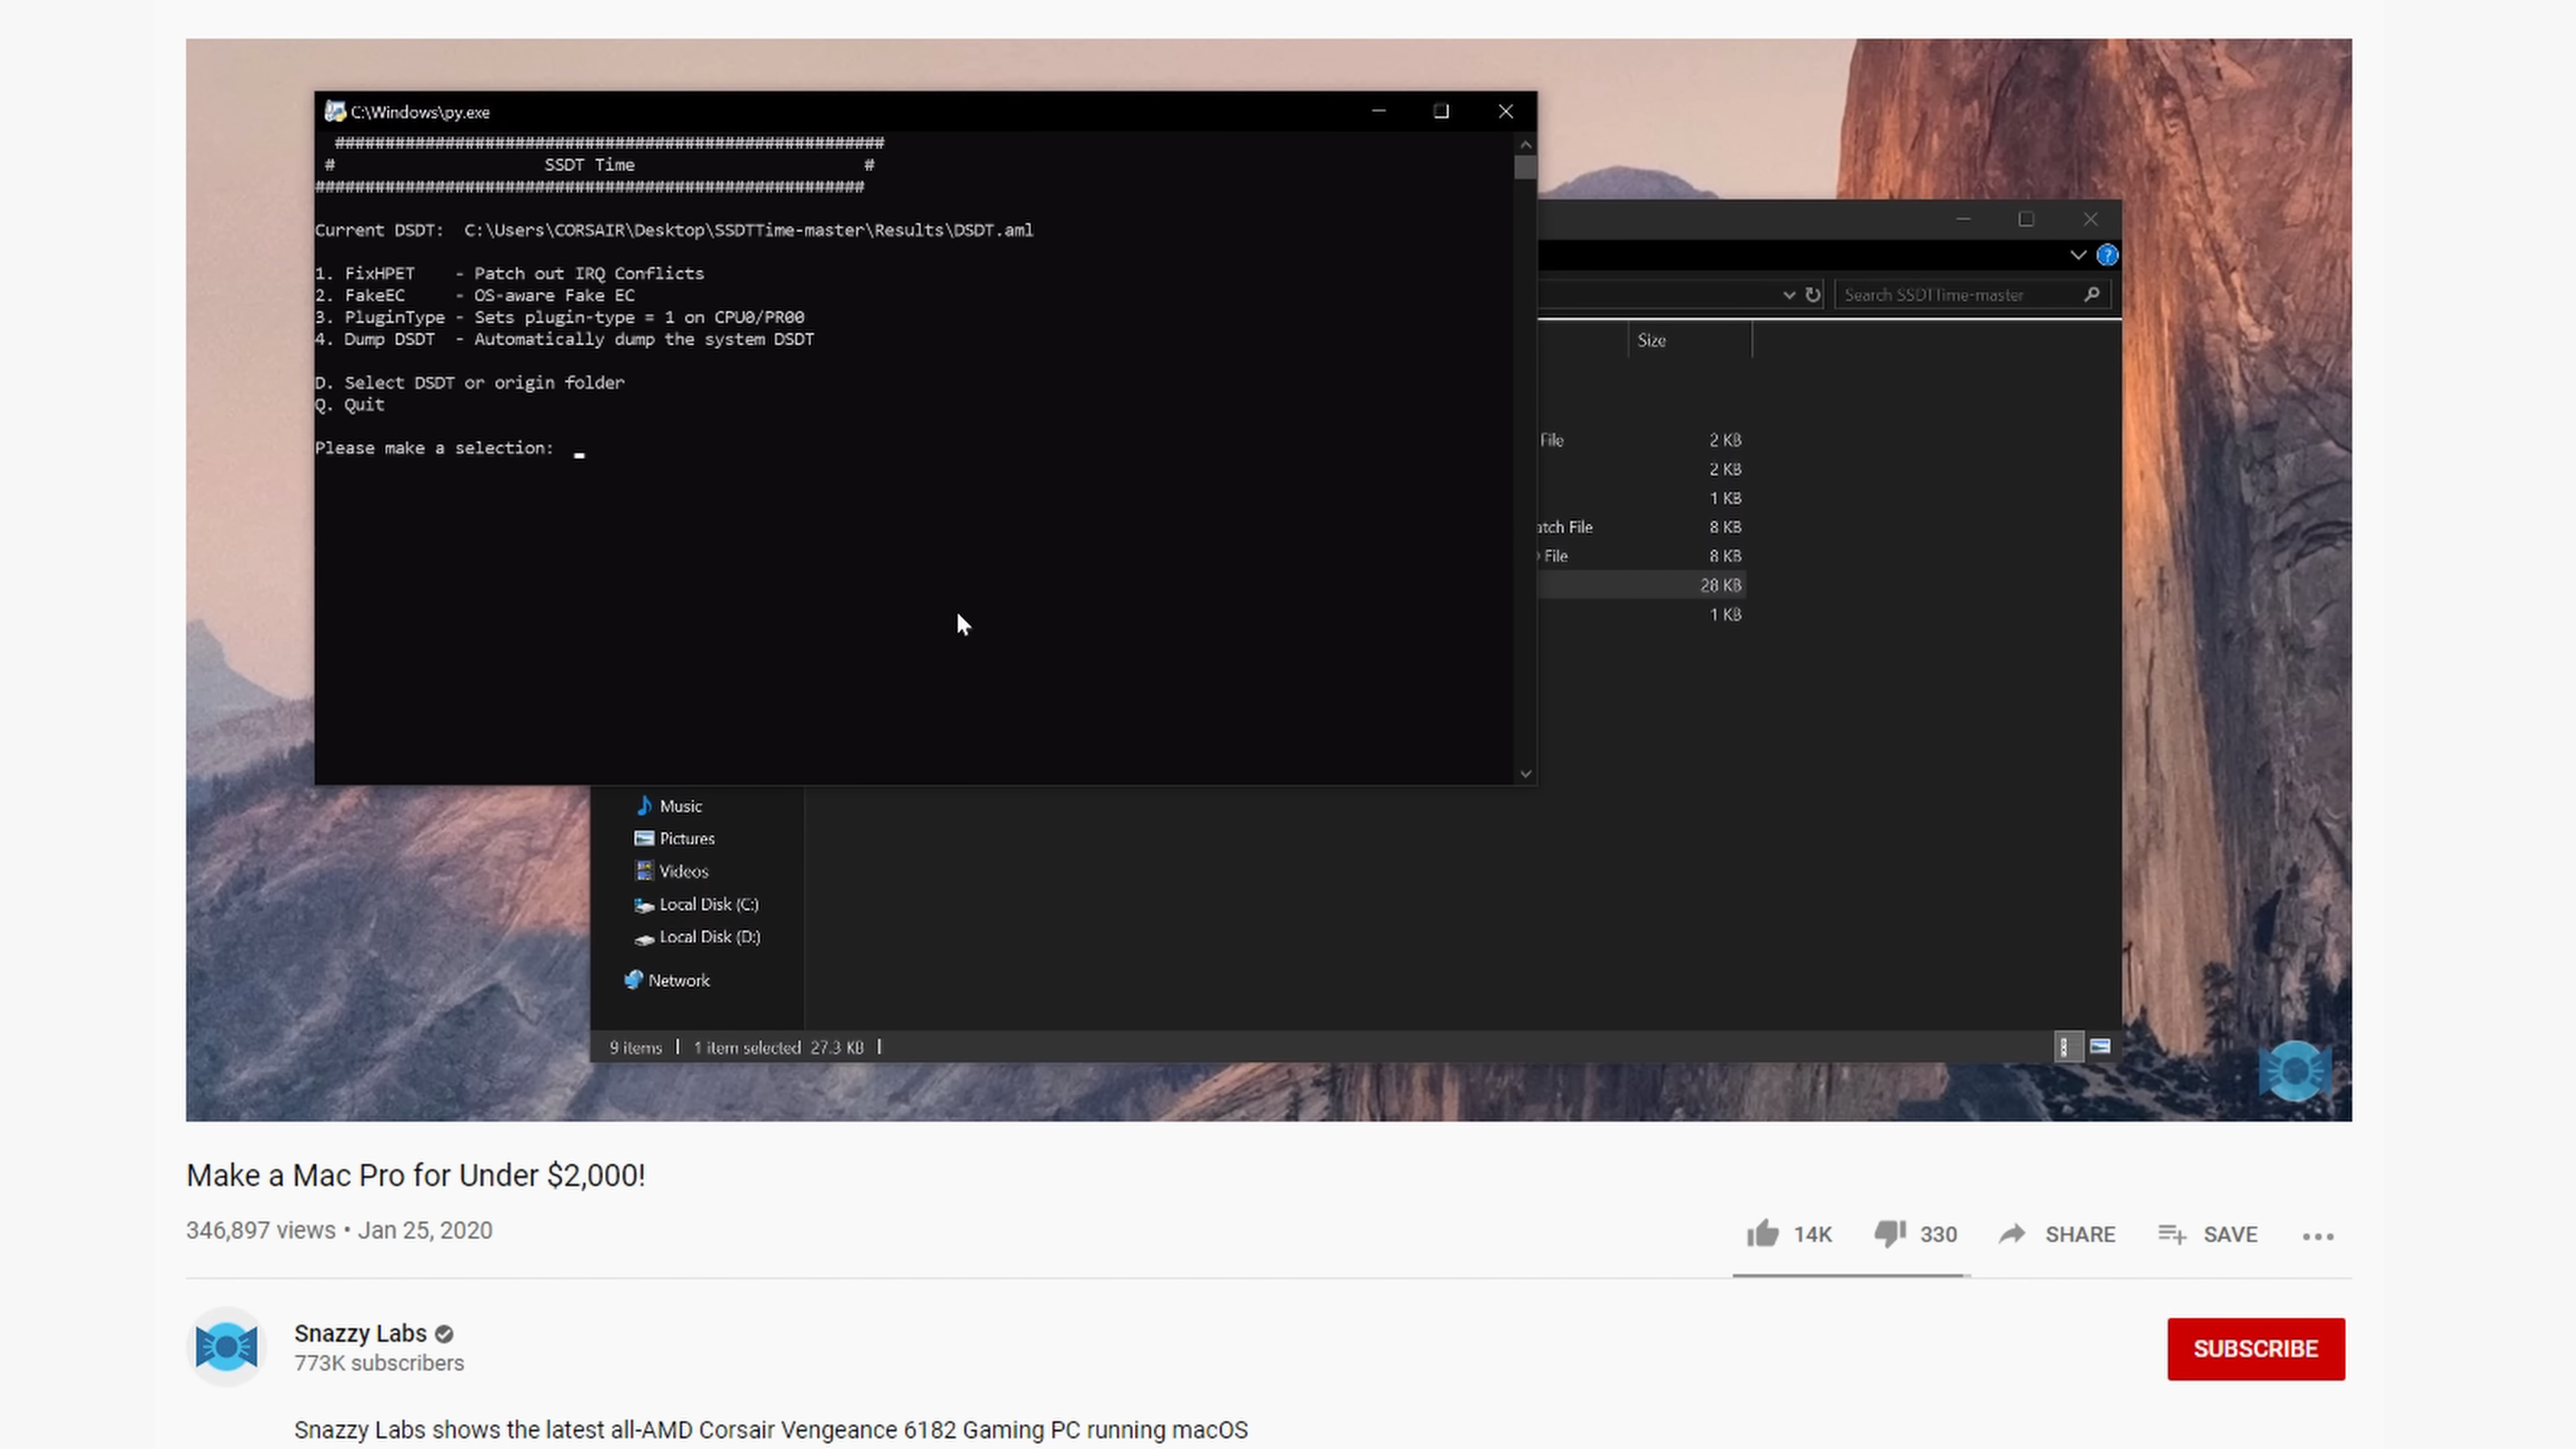 C:\Windows\py.exe
#######################################################
# SSDT Time #
#######################################################
Current DSDT: C:\Users\CORSAIR\Desktop\SSDTTime-master\Results\DSDT.aml
1. FixHPET - Patch out IRQ Conflicts
2. FakeEC - OS-aware Fake EC
3. PluginType - Sets plugin-type = 1 on CPU0/PR00
4. Dump DSDT - Automatically dump the system DSDT
D. Select DSDT or origin folder
Q. Quit
Please make a selection: _
Search SSDTTime-master
Size
File 2 KB
2 KB
1 KB
atch File 8 KB
File 8 KB
28 KB
1 KB
Music
Pictures
Videos
Local Disk (C:)
Local Disk (D:)
Network
9 items | 1 item selected 27.3 KB |
Make a Mac Pro for Under $2,000!
346,897 views • Jan 25, 2020
14K 330 SHARE SAVE
Snazzy Labs
773K subscribers
SUBSCRIBE
Snazzy Labs shows the latest all-AMD Corsair Vengeance 6182 Gaming PC running macOS